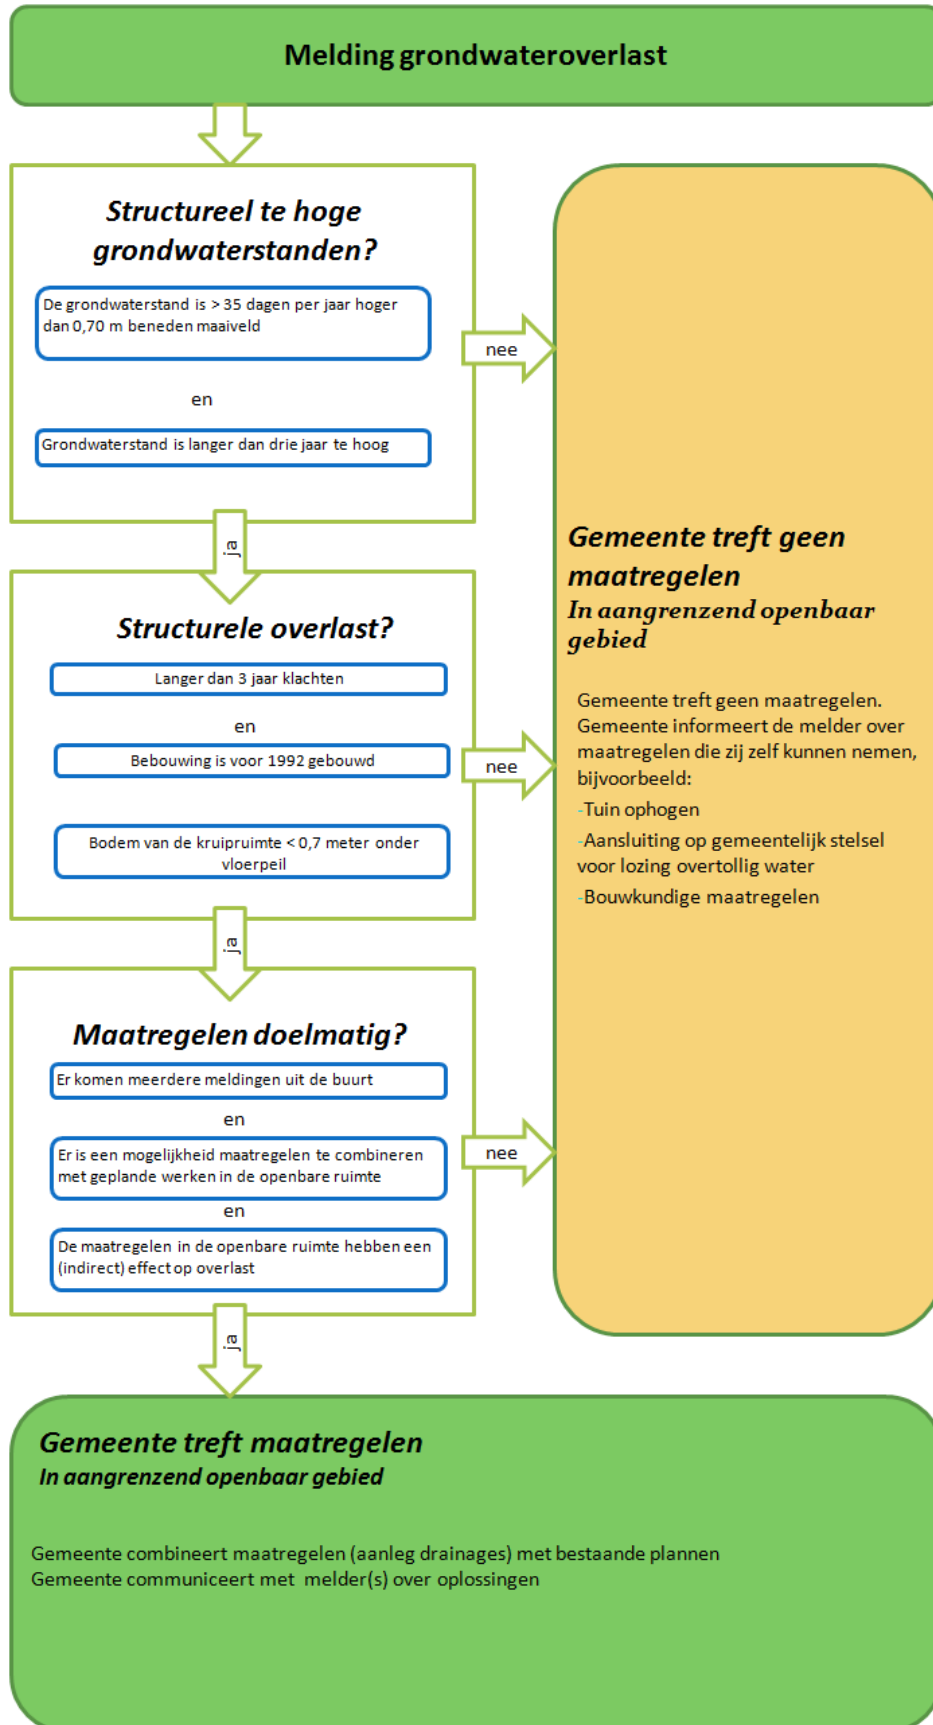 Melding grondwateroverlast
Structureel te hoge
grondwaterstanden?
De grondwaterstand is > 35 dagen per jaar hoger
dan 0,70 m beneden maaiveld
en
Grondwaterstand is langer dan drie jaar te hoog
nee
ja
Structurele overlast?
Langer dan 3 jaar klachten
en
Bebouwing is voor 1992 gebouwd
Bodem van de kruipruimte < 0,7 meter onder
vloerpeil
nee
ja
Maatregelen doelmatig?
Er komen meerdere meldingen uit de buurt
en
Er is een mogelijkheid maatregelen te combineren
met geplande werken in de openbare ruimte
en
De maatregelen in de openbare ruimte hebben een
(indirect) effect op overlast
nee
ja
Gemeente treft geen
maatregelen
In aangrenzend openbaar
gebied
Gemeente treft geen maatregelen.
Gemeente informeert de melder over
maatregelen die zij zelf kunnen nemen,
bijvoorbeeld:
-Tuin ophogen
-Aansluiting op gemeentelijk stelsel
voor lozing overtollig water
-Bouwkundige maatregelen
Gemeente treft maatregelen
In aangrenzend openbaar gebied
Gemeente combineert maatregelen (aanleg drainages) met bestaande plannen
Gemeente communiceert met melder(s) over oplossingen